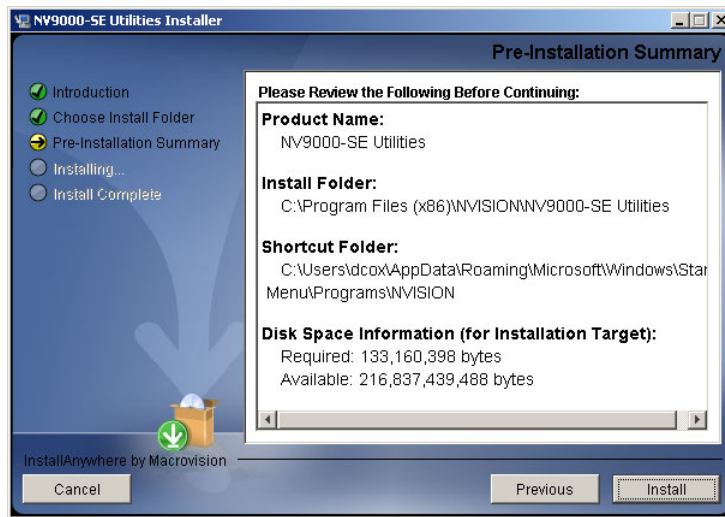 NV9000-SE Utilities Installer
Pre-Installation Summary
Introduction
Choose Install Folder
Pre-Installation Summary
Installing...
Install Complete
Please Review the Following Before Continuing:
Product Name:
NV9000-SE Utilities
Install Folder:
C:\Program Files (x86)\NVISION\NV9000-SE Utilities
Shortcut Folder:
C:\Users\dcox\AppData\Roaming\Microsoft\Windows\Star
Menu\Programs\NVISION
Disk Space Information (for Installation Target):
Required: 133,160,398 bytes
Available: 216,837,439,488 bytes
InstallAnywhere by Macrovision
Cancel
Previous
Install